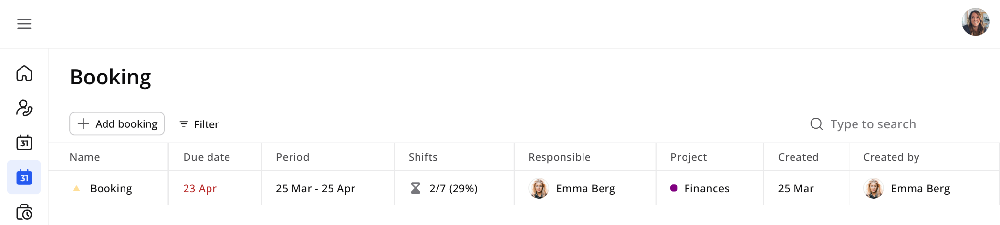 Booking
Add booking
Filter
Type to search
Name Due date Period Shifts Responsible Project Created Created by
Booking 23 Apr 25 Mar - 25 Apr 2/7 (29%) Emma Berg Finances 25 Mar Emma Berg
31
31